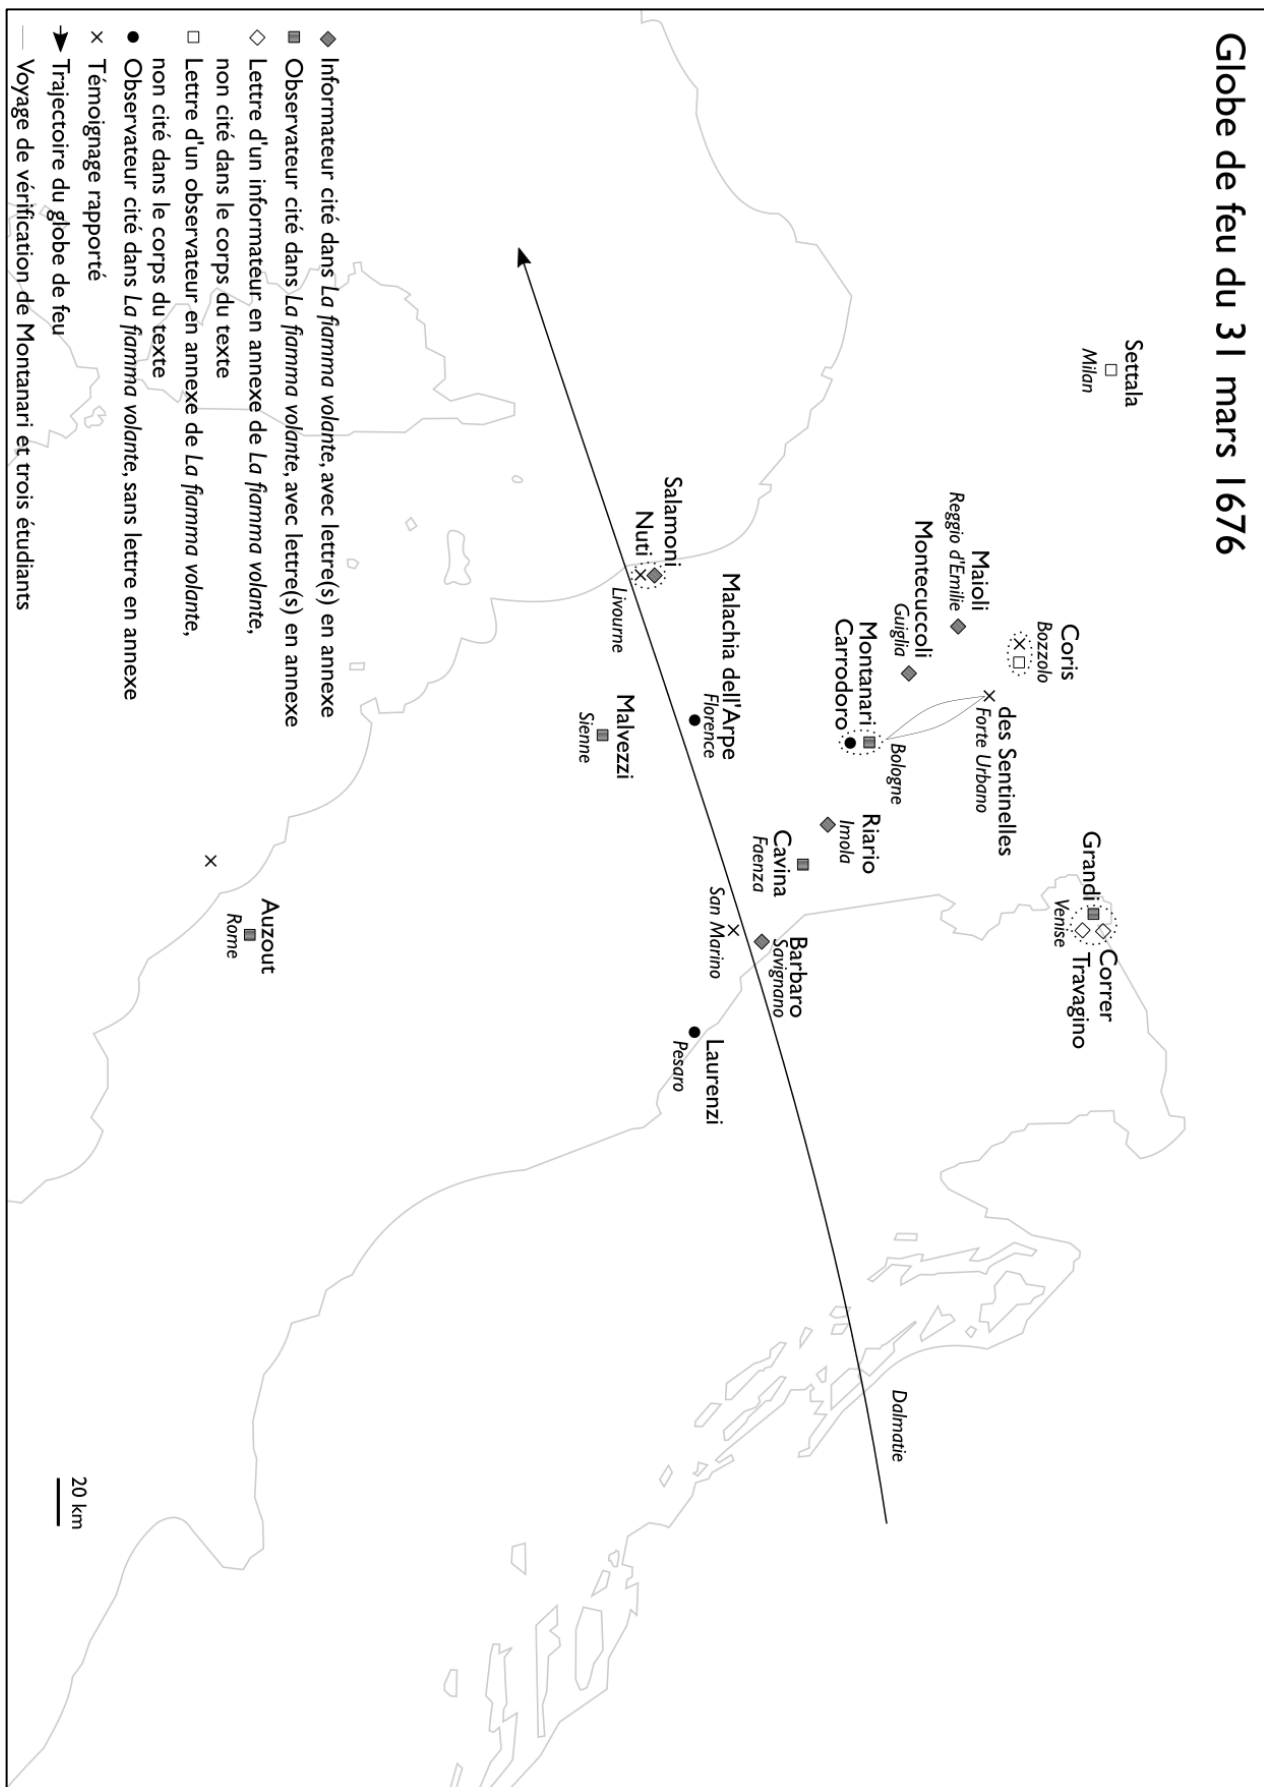 Globe de feu du 31 mars 1676
Settala
Milan
Coris
Bozzolo
Maioli
Reggio d'Emilie
Montecuccoli
Guiglia
des Sentinelles
Forte Urbano
Montanari
Carrodoro
Bologne
Grandi
Correr
Travagino
Venise
Riario
Imola
Cavina
Faenza
Barbaro
Savignano
San Marino
Laurenzi
Pesaro
Dalmatie
Malachia dell'Arpe
Florence
Salamoni
Nuti
Livourne
Malvezzi
Sienne
Auzout
Rome
Informateur cité dans La fiamma volante, avec lettre(s) en annexe
Observateur cité dans La fiamma volante, avec lettre(s) en annexe
Lettre d'un informateur en annexe de La fiamma volante,
non cité dans le corps du texte
Lettre d'un observateur en annexe de La fiamma volante,
non cité dans le corps du texte
Observateur cité dans La fiamma volante, sans lettre en annexe
Témoignage rapporté
Trajectoire du globe de feu
Voyage de vérification de Montanari et trois étudiants
20 km